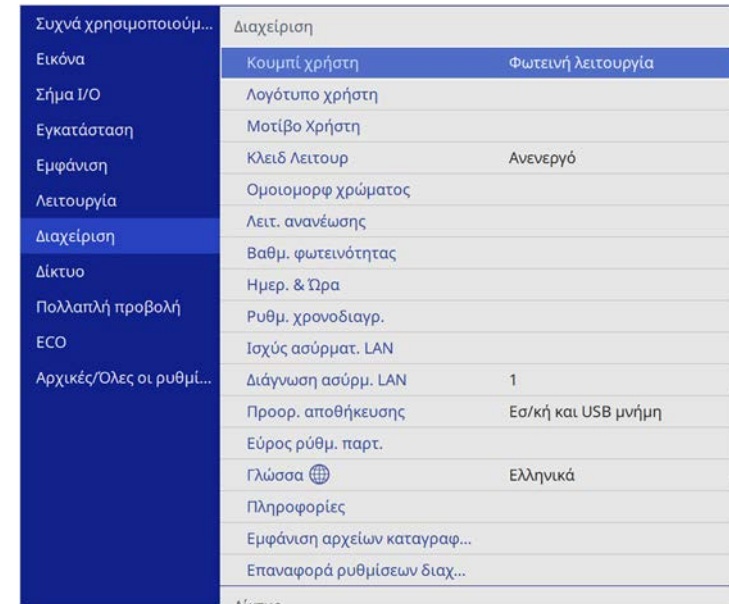 Συχνά χρησιμοποιούμ...
Εικόνα
Σήμα I/O
Εγκατάσταση
Εμφάνιση
Λειτουργία
Διαχείριση
Δίκτυο
Πολλαπλή προβολή
ECO
Αρχικές/Όλες οι ρυθμί...
Διαχείριση
Κουμπί χρήστη Φωτεινή λειτουργία
Λογότυπο χρήστη
Μοτίβο Χρήστη
Κλειδ Λειτουρ Ανενεργό
Ομοιομορφ χρώματος
Λειτ. ανανέωσης
Βαθμ. φωτεινότητας
Ημερ. & Ώρα
Ρυθμ. χρονοδιαγρ.
Ισχύς ασύρματ. LAN
Διάγνωση ασύρμ. LAN 1
Προορ. αποθήκευσης Εσ/κή και USB μνήμη
Εύρος ρύθμ. παρτ.
Γλώσσα Ελληνικά
Πληροφορίες
Εμφάνιση αρχείων καταγραφ...
Επαναφορά ρυθμίσεων διαχ...